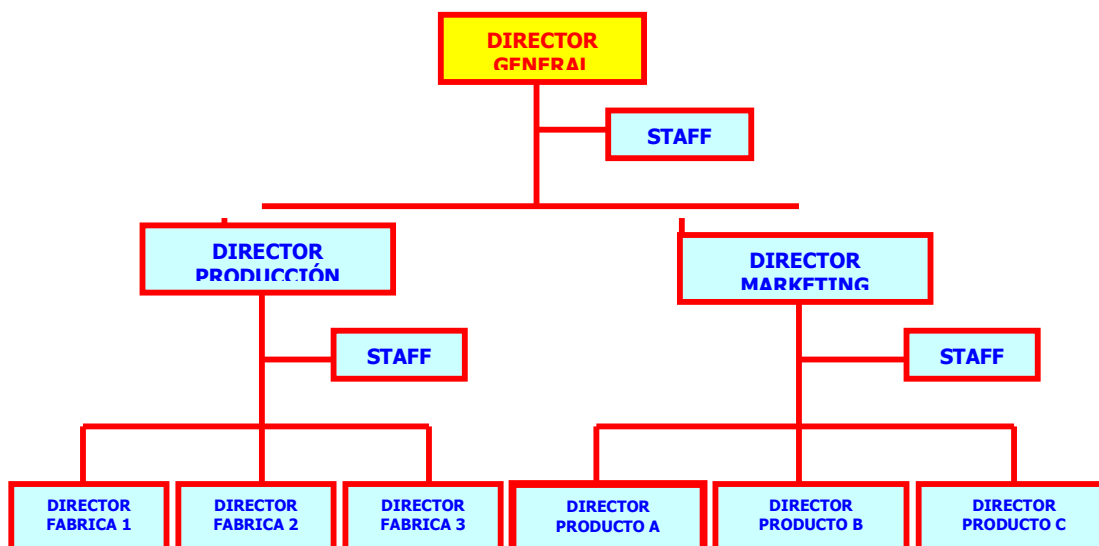 DIRECTOR
GENERAL
STAFF
DIRECTOR
PRODUCCIÓN
DIRECTOR
MARKETING
STAFF
STAFF
DIRECTOR
FABRICA 1
DIRECTOR
FABRICA 2
DIRECTOR
FABRICA 3
DIRECTOR
PRODUCTO A
DIRECTOR
PRODUCTO B
DIRECTOR
PRODUCTO C